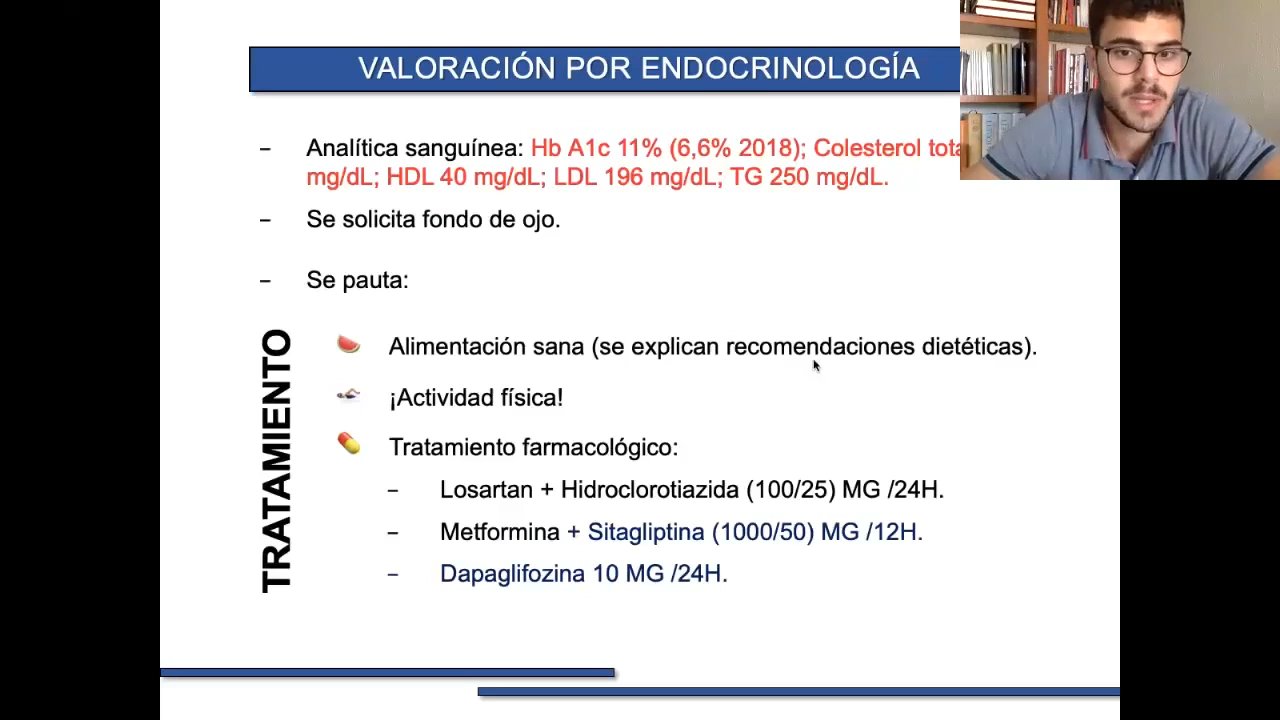 VALORACIÓN POR ENDOCRINOLOGÍA
– Analítica sanguínea: Hb A1c 11% (6,6% 2018); Colesterol
mg/dL; HDL 40 mg/dL; LDL 196 mg/dL; TG 250 mg/dL.
– Se solicita fondo de ojo.
– Se pauta:
TRATAMIENTO
Alimentación sana (se explican recomendaciones dietéticas).
¡Actividad física!
Tratamiento farmacológico:
– Losartan + Hidroclorotiazida (100/25) MG /24H.
– Metformina + Sitagliptina (1000/50) MG /12H.
– Dapaglifozina 10 MG /24H.